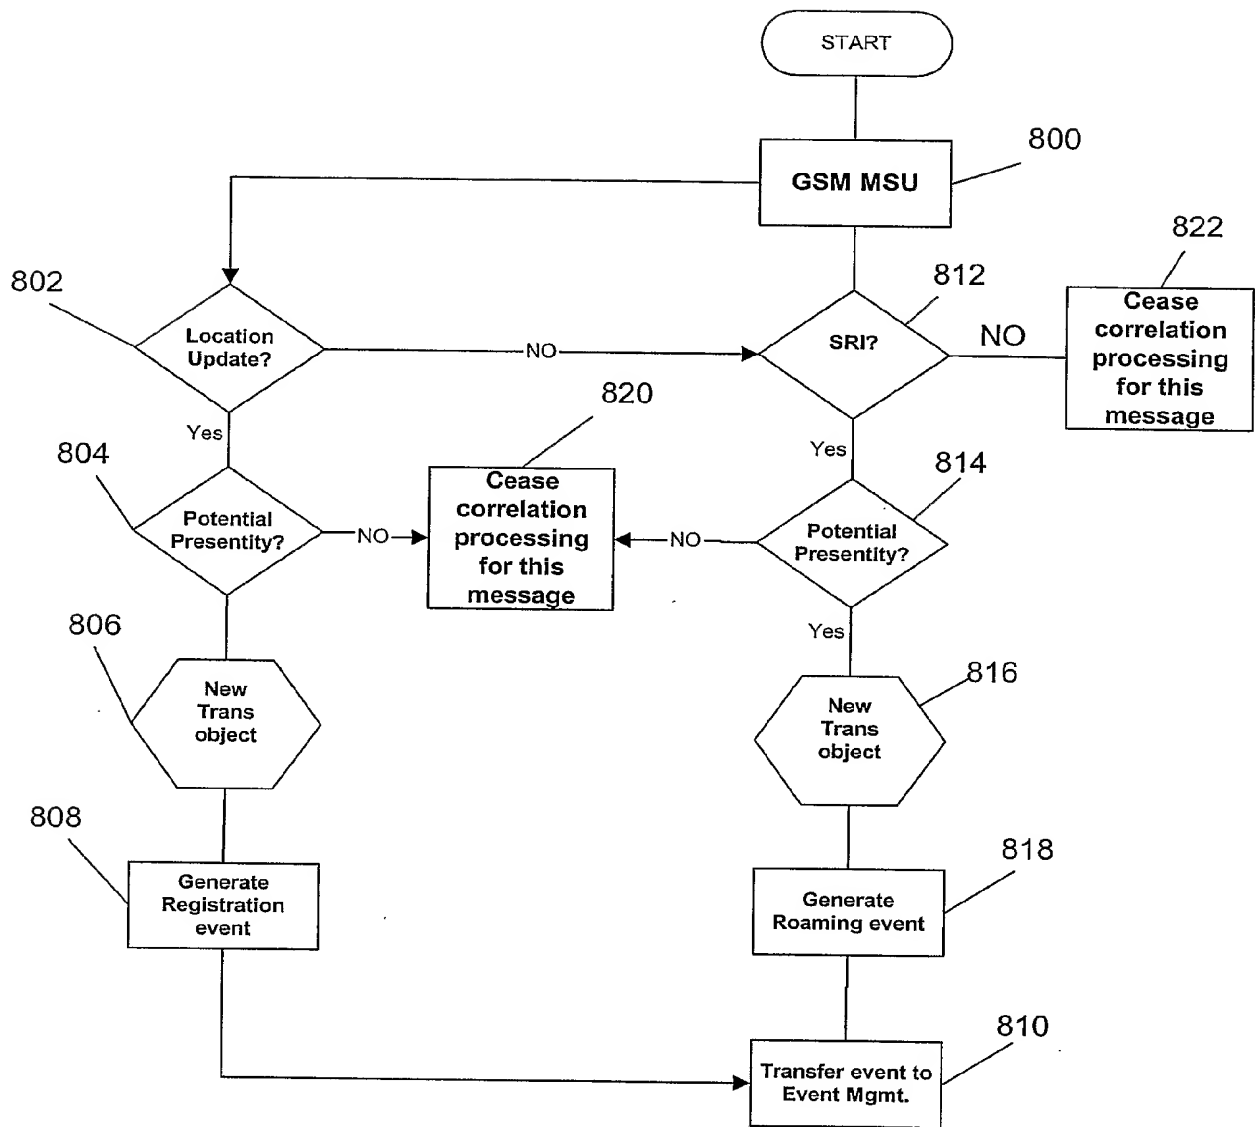 START
800
GSM MSU
822
812
802
Cease
correlation
processing
for this
message
Location
Update?
NO
SRI?
NO
820
Yes
Yes
804
814
Cease
correlation
processing
for this
message
Potential
Presentity?
NO
NO
Potential
Presentity?
806
Yes
816
New
Trans
object
New
Trans
object
808
818
Generate
Registration
event
Generate
Roaming event
810
Transfer event to
Event Mgmt.